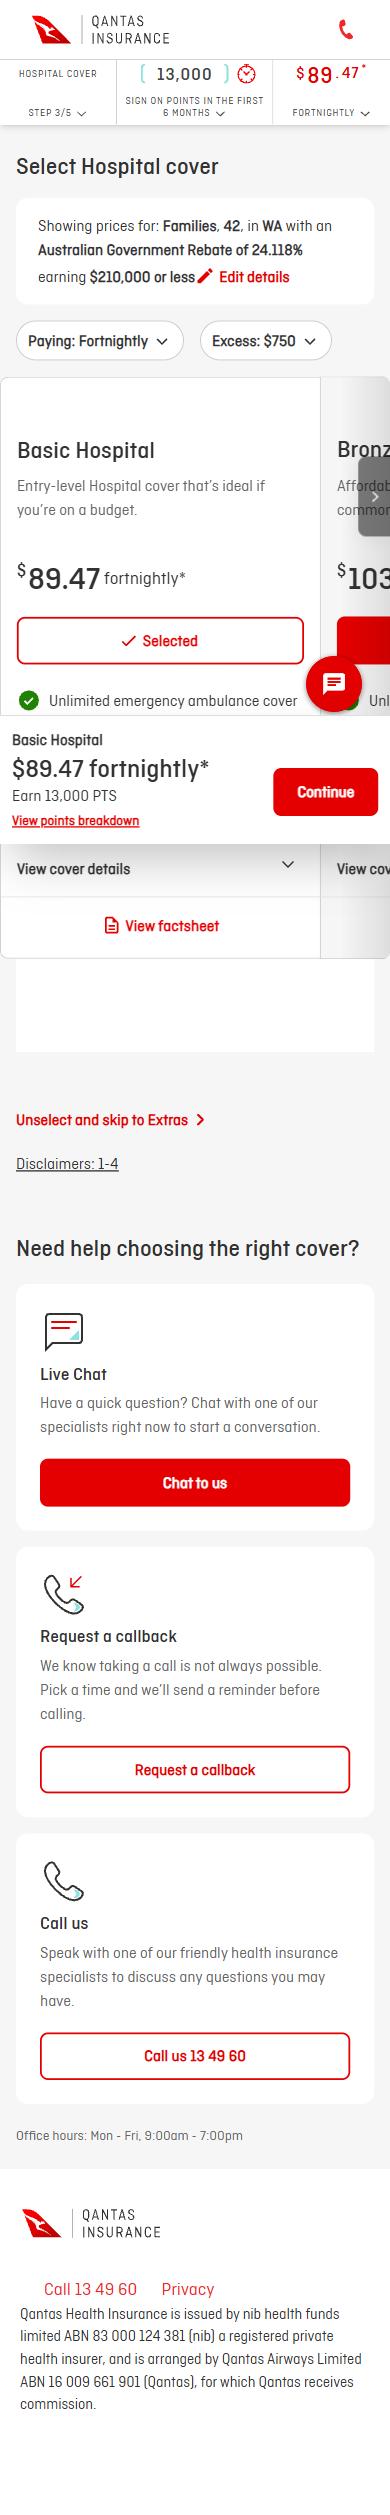 QANTAS
INSURANCE
HOSPITAL COVER
STEP 3/5
13,000
SIGN ON POINTS IN THE FIRST
6 MONTHS
$89.47*
FORTNIGHTLY
Select Hospital cover
Showing prices for: Families, 42, in WA with an
Australian Government Rebate of 24.118%
earning $210,000 or less Edit details
Paying: Fortnightly
Excess: $750
Basic Hospital
Entry-level Hospital cover that's ideal if
you're on a budget.
$89.47 fortnightly*
Selected
Unlimited emergency ambulance cover
Bronz
Affordab
common
$103
Unl
Basic Hospital
$89.47 fortnightly*
Earn 13,000 PTS
View points breakdown
Continue
View cover details
View cov
View factsheet
Unselect and skip to Extras
Disclaimers: 1-4
Need help choosing the right cover?
Live Chat
Have a quick question? Chat with one of our
specialists right now to start a conversation.
Chat to us
Request a callback
We know taking a call is not always possible.
Pick a time and we'll send a reminder before
calling.
Request a callback
Call us
Speak with one of our friendly health insurance
specialists to discuss any questions you may
have.
Call us 13 49 60
Office hours: Mon - Fri, 9:00am - 7:00pm
QANTAS
INSURANCE
Call 13 49 60 Privacy
Qantas Health Insurance is issued by nib health funds
limited ABN 83 000 124 381 (nib) a registered private
health insurer, and is arranged by Qantas Airways Limited
ABN 16 009 661 901 (Qantas), for which Qantas receives
commission.